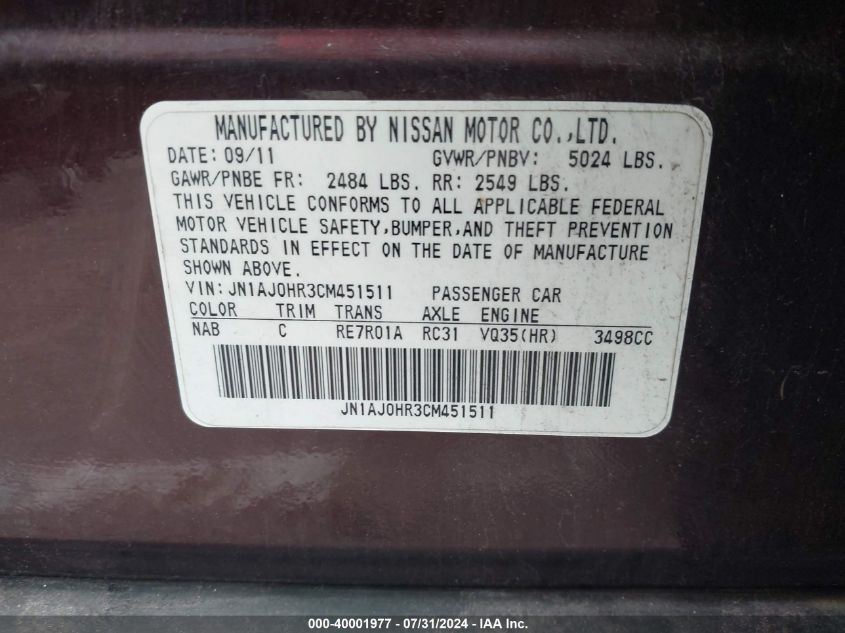 MANUFACTURED BY NISSAN MOTOR CO.,LTD.
DATE: 09/11 GVWR/PNBV: 5024 LBS.
GAWR/PNBE FR: 2484 LBS. RR: 2549 LBS.
THIS VEHICLE CONFORMS TO ALL APPLICABLE FEDERAL
MOTOR VEHICLE SAFETY,BUMPER,AND THEFT PREVENTION
STANDARDS IN EFFECT ON THE DATE OF MANUFACTURE
SHOWN ABOVE.
VIN: JN1AJ0HR3CM451511 PASSENGER CAR
COLOR TRIM TRANS AXLE ENGINE
NAB C RE7R01A RC31 VQ35(HR) 3498CC
JN1AJ0HR3CM451511
000-40001977 - 07/31/2024 - IAA Inc.